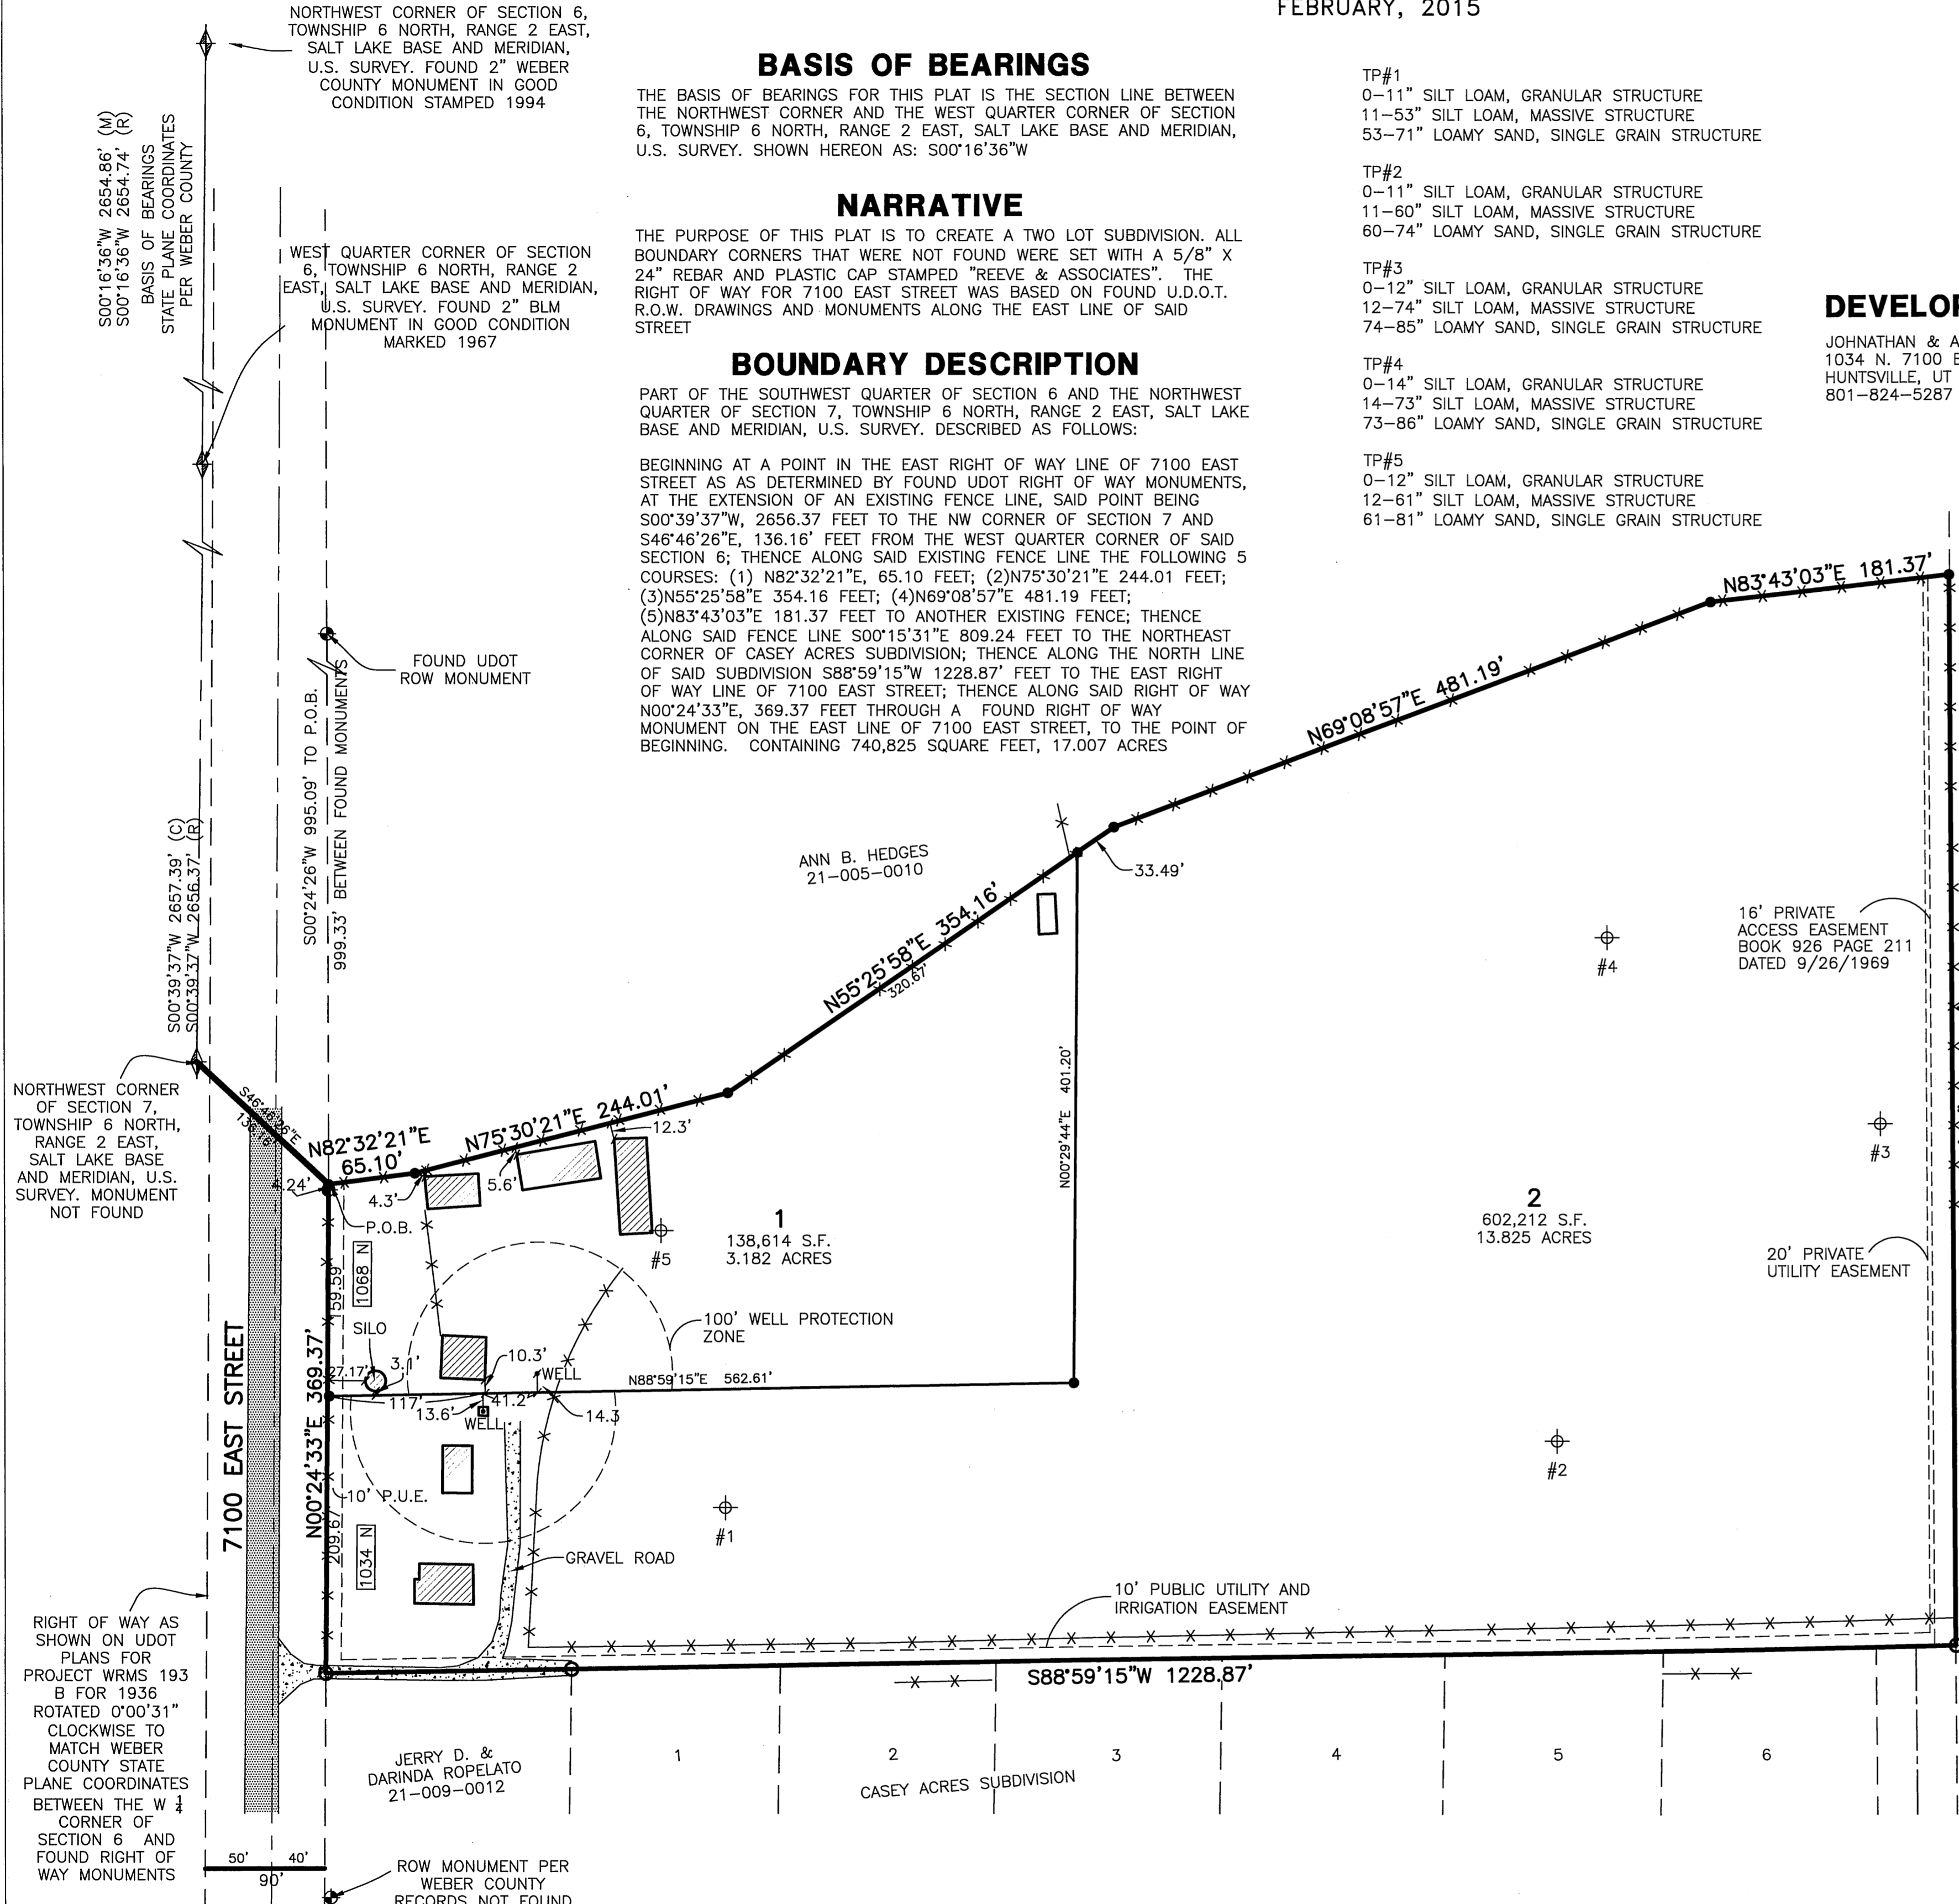 FEBRUARY, 2015
NORTHWEST CORNER OF SECTION 6,
TOWNSHIP 6 NORTH, RANGE 2 EAST,
SALT LAKE BASE AND MERIDIAN,
U.S. SURVEY. FOUND 2" WEBER
COUNTY MONUMENT IN GOOD
CONDITION STAMPED 1994
S00°16'36"W 2654.86' (M)
S00°16'36"W 2654.74' (R)
BASIS OF BEARINGS
STATE PLANE COORDINATES
PER WEBER COUNTY
WEST QUARTER CORNER OF SECTION
6, TOWNSHIP 6 NORTH, RANGE 2
EAST, SALT LAKE BASE AND MERIDIAN,
U.S. SURVEY. FOUND 2" BLM
MONUMENT IN GOOD CONDITION
MARKED 1967
BASIS OF BEARINGS
THE BASIS OF BEARINGS FOR THIS PLAT IS THE SECTION LINE BETWEEN
THE NORTHWEST CORNER AND THE WEST QUARTER CORNER OF SECTION
6, TOWNSHIP 6 NORTH, RANGE 2 EAST, SALT LAKE BASE AND MERIDIAN,
U.S. SURVEY. SHOWN HEREON AS: S00°16'36"W
NARRATIVE
THE PURPOSE OF THIS PLAT IS TO CREATE A TWO LOT SUBDIVISION. ALL
BOUNDARY CORNERS THAT WERE NOT FOUND WERE SET WITH A 5/8" X
24" REBAR AND PLASTIC CAP STAMPED "REEVE & ASSOCIATES". THE
RIGHT OF WAY FOR 7100 EAST STREET WAS BASED ON FOUND U.D.O.T.
R.O.W. DRAWINGS AND MONUMENTS ALONG THE EAST LINE OF SAID
STREET
BOUNDARY DESCRIPTION
PART OF THE SOUTHWEST QUARTER OF SECTION 6 AND THE NORTHWEST
QUARTER OF SECTION 7, TOWNSHIP 6 NORTH, RANGE 2 EAST, SALT LAKE
BASE AND MERIDIAN, U.S. SURVEY. DESCRIBED AS FOLLOWS:
BEGINNING AT A POINT IN THE EAST RIGHT OF WAY LINE OF 7100 EAST
STREET AS AS DETERMINED BY FOUND UDOT RIGHT OF WAY MONUMENTS,
AT THE EXTENSION OF AN EXISTING FENCE LINE, SAID POINT BEING
S00°39'37"W, 2656.37 FEET TO THE NW CORNER OF SECTION 7 AND
S46°46'26"E, 136.16' FEET FROM THE WEST QUARTER CORNER OF SAID
SECTION 6; THENCE ALONG SAID EXISTING FENCE LINE THE FOLLOWING 5
COURSES: (1) N82°32'21"E, 65.10 FEET; (2)N75°30'21"E 244.01 FEET;
(3)N55°25'58"E 354.16 FEET; (4)N69°08'57"E 481.19 FEET;
(5)N83°43'03"E 181.37 FEET TO ANOTHER EXISTING FENCE; THENCE
ALONG SAID FENCE LINE S00°15'31"E 809.24 FEET TO THE NORTHEAST
CORNER OF CASEY ACRES SUBDIVISION; THENCE ALONG THE NORTH LINE
OF SAID SUBDIVISION S88°59'15"W 1228.87' FEET TO THE EAST RIGHT
OF WAY LINE OF 7100 EAST STREET; THENCE ALONG SAID RIGHT OF WAY
N00°24'33"E, 369.37 FEET THROUGH A FOUND RIGHT OF WAY
MONUMENT ON THE EAST LINE OF 7100 EAST STREET, TO THE POINT OF
BEGINNING. CONTAINING 740,825 SQUARE FEET, 17.007 ACRES
TP#1
0-11" SILT LOAM, GRANULAR STRUCTURE
11-53" SILT LOAM, MASSIVE STRUCTURE
53-71" LOAMY SAND, SINGLE GRAIN STRUCTURE
TP#2
0-11" SILT LOAM, GRANULAR STRUCTURE
11-60" SILT LOAM, MASSIVE STRUCTURE
60-74" LOAMY SAND, SINGLE GRAIN STRUCTURE
TP#3
0-12" SILT LOAM, GRANULAR STRUCTURE
12-74" SILT LOAM, MASSIVE STRUCTURE
74-85" LOAMY SAND, SINGLE GRAIN STRUCTURE
TP#4
0-14" SILT LOAM, GRANULAR STRUCTURE
14-73" SILT LOAM, MASSIVE STRUCTURE
73-86" LOAMY SAND, SINGLE GRAIN STRUCTURE
TP#5
0-12" SILT LOAM, GRANULAR STRUCTURE
12-61" SILT LOAM, MASSIVE STRUCTURE
61-81" LOAMY SAND, SINGLE GRAIN STRUCTURE
DEVELOP
JOHNATHAN & A
1034 N. 7100 E
HUNTSVILLE, UT
801-824-5287
FOUND UDOT
ROW MONUMENT
S00°24'26"W 995.09' TO P.O.B.
999.33' BETWEEN FOUND MONUMENTS
S00°39'37"W 2657.39' (C)
S00°39'37"W 2656.37' (R)
N83°43'03"E 181.37'
N69°08'57"E 481.19'
ANN B. HEDGES
21-005-0010
33.49'
N55°25'58"E 354.16'
320.67'
16' PRIVATE
ACCESS EASEMENT
BOOK 926 PAGE 211
DATED 9/26/1969
#4
#3
N00°29'44"E 401.20'
NORTHWEST CORNER
OF SECTION 7,
TOWNSHIP 6 NORTH,
RANGE 2 EAST,
SALT LAKE BASE
AND MERIDIAN, U.S.
SURVEY. MONUMENT
NOT FOUND
S46°46'26"E
136.16'
N82°32'21"E
65.10'
N75°30'21"E 244.01'
12.3'
5.6'
4.3'
4.24'
P.O.B.
1068 N
159.59'
1
138,614 S.F.
3.182 ACRES
#5
2
602,212 S.F.
13.825 ACRES
20' PRIVATE
UTILITY EASEMENT
100' WELL PROTECTION
ZONE
SILO
27.17'
3.1'
10.3'
WELL
N88°59'15"E 562.61'
117'
13.6'
41.2'
14.3
WELL
7100 EAST STREET
N00°24'33"E 369.37'
209.67'
10' P.U.E.
1034 N
#1
#2
GRAVEL ROAD
10' PUBLIC UTILITY AND
IRRIGATION EASEMENT
S88°59'15"W 1228.87'
RIGHT OF WAY AS
SHOWN ON UDOT
PLANS FOR
PROJECT WRMS 193
B FOR 1936
ROTATED 0°00'31"
CLOCKWISE TO
MATCH WEBER
COUNTY STATE
PLANE COORDINATES
BETWEEN THE W 1/4
CORNER OF
SECTION 6 AND
FOUND RIGHT OF
WAY MONUMENTS
JERRY D. &
DARINDA ROPELATO
21-009-0012
1 2 3 4 5 6
CASEY ACRES SUBDIVISION
50' 40'
90'
ROW MONUMENT PER
WEBER COUNTY
RECORDS NOT FOUND